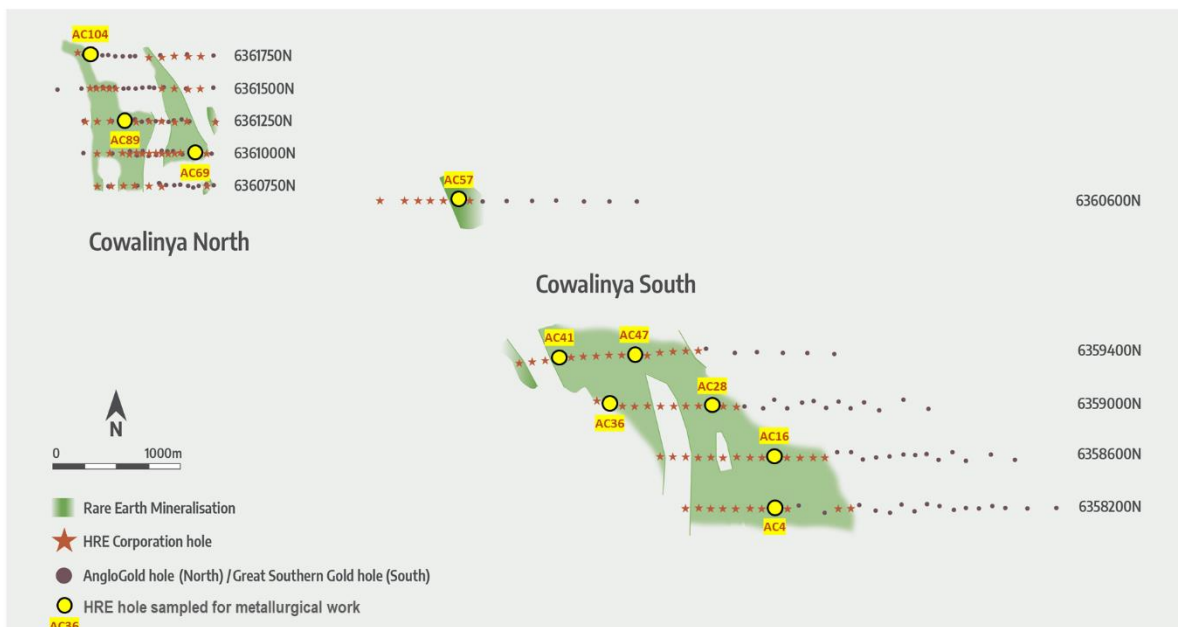 AC104
6361750N
6361500N
6361250N
AC89
6361000N
AC69
6360750N
AC57
6360600N
Cowalinya North
Cowalinya South
AC41
AC47
6359400N
AC28
6359000N
AC36
AC16
6358600N
6358200N
AC4
N
0 1000m
Rare Earth Mineralisation
HRE Corporation hole
AngloGold hole (North) / Great Southern Gold hole (South)
HRE hole sampled for metallurgical work
AC36